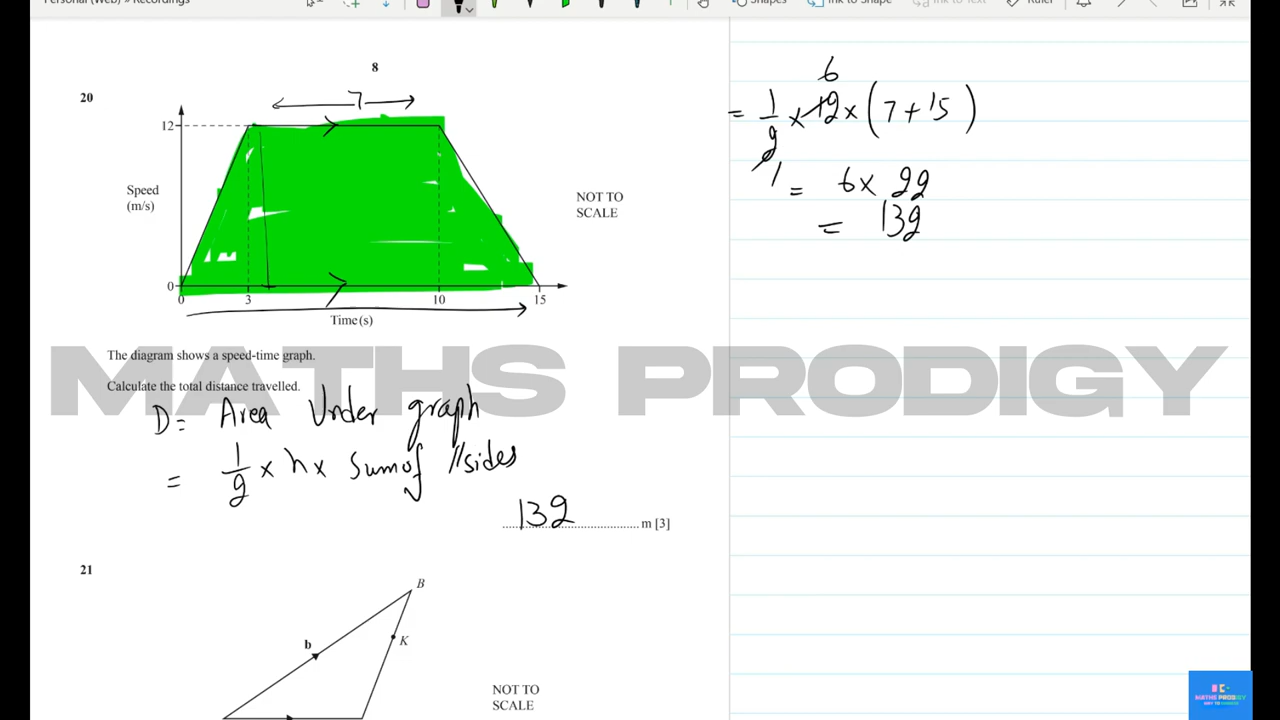 Personal (Web) » Recordings
Shapes Ink to Shape Ink to Text Ruler
8
20
7
12
Speed
(m/s)
NOT TO
SCALE
0
0 3 10 15
Time (s)
The diagram shows a speed-time graph.
Calculate the total distance travelled.
D = Area Under graph
= 1/2 × h × Sum of //sides
132
........................................ m [3]
21
B
K
b
NOT TO
SCALE
6
= 1/2 × 12 × (7 + 15)
1
= 6 × 22
= 132
MATHS PRODIGY
MATHS PRODIGY